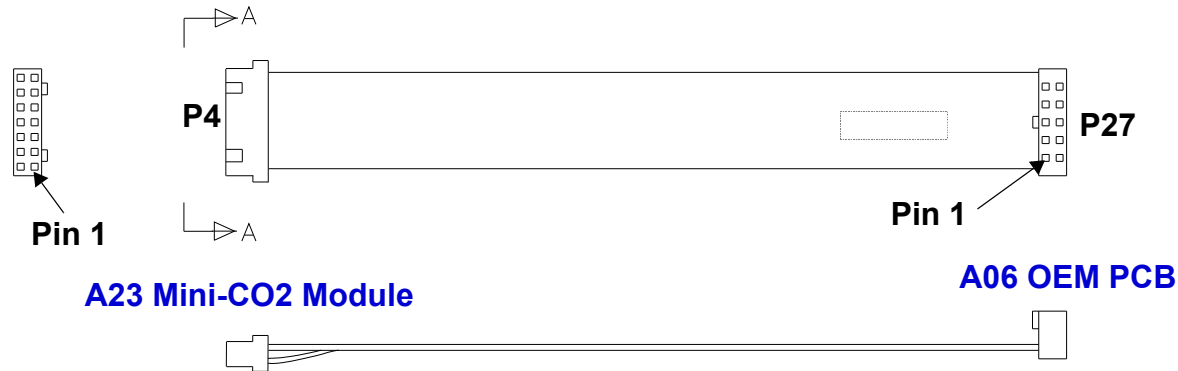 A
P4
P27
Pin 1
Pin 1
A
A23 Mini-CO2 Module
A06 OEM PCB